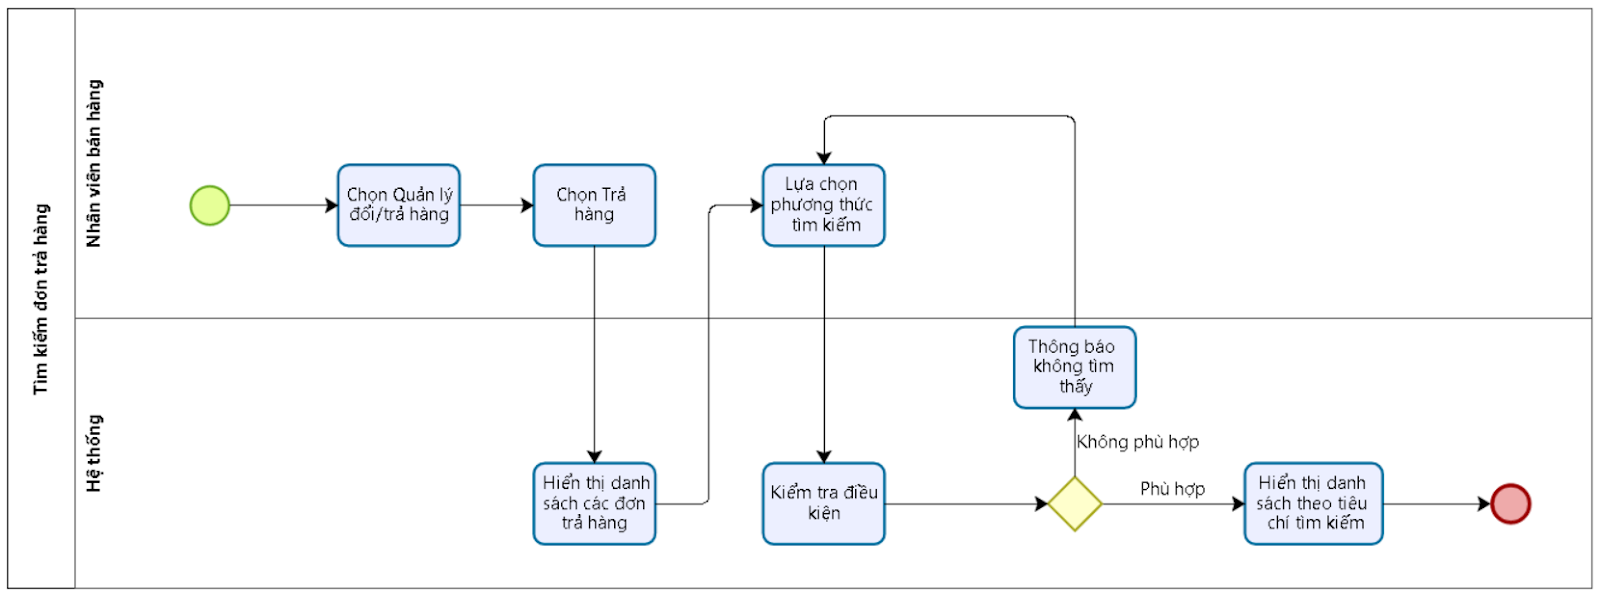 Tìm kiếm đơn trả hàng
Nhân viên bán hàng
Chọn Quản lý
đổi/trả hàng
Chọn Trả
hàng
Lựa chọn
phương thức
tìm kiếm
Hệ thống
Thông báo
không tìm
thấy
Không phù hợp
Hiển thị danh
sách các đơn
trả hàng
Kiểm tra điều
kiện
Phù hợp
Hiển thị danh
sách theo tiêu
chí tìm kiếm